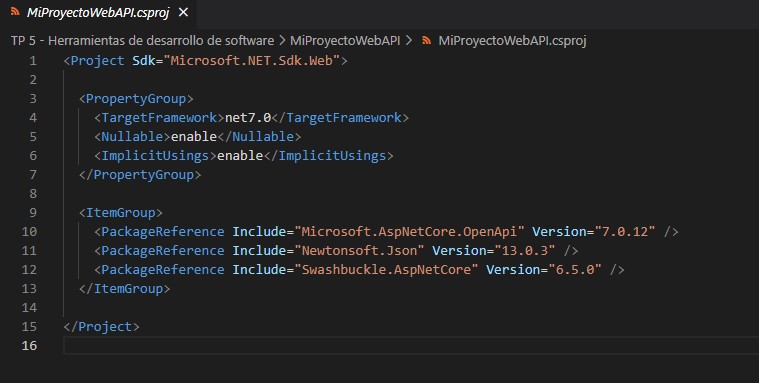 MiProyectoWebAPI.csproj ×
TP 5 - Herramientas de desarrollo de software > MiProyectoWebAPI > MiProyectoWebAPI.csproj
1 <Project Sdk="Microsoft.NET.Sdk.Web">
2
3   <PropertyGroup>
4     <TargetFramework>net7.0</TargetFramework>
5     <Nullable>enable</Nullable>
6     <ImplicitUsings>enable</ImplicitUsings>
7   </PropertyGroup>
8
9   <ItemGroup>
10     <PackageReference Include="Microsoft.AspNetCore.OpenApi" Version="7.0.12" />
11     <PackageReference Include="Newtonsoft.Json" Version="13.0.3" />
12     <PackageReference Include="Swashbuckle.AspNetCore" Version="6.5.0" />
13   </ItemGroup>
14
15 </Project>
16